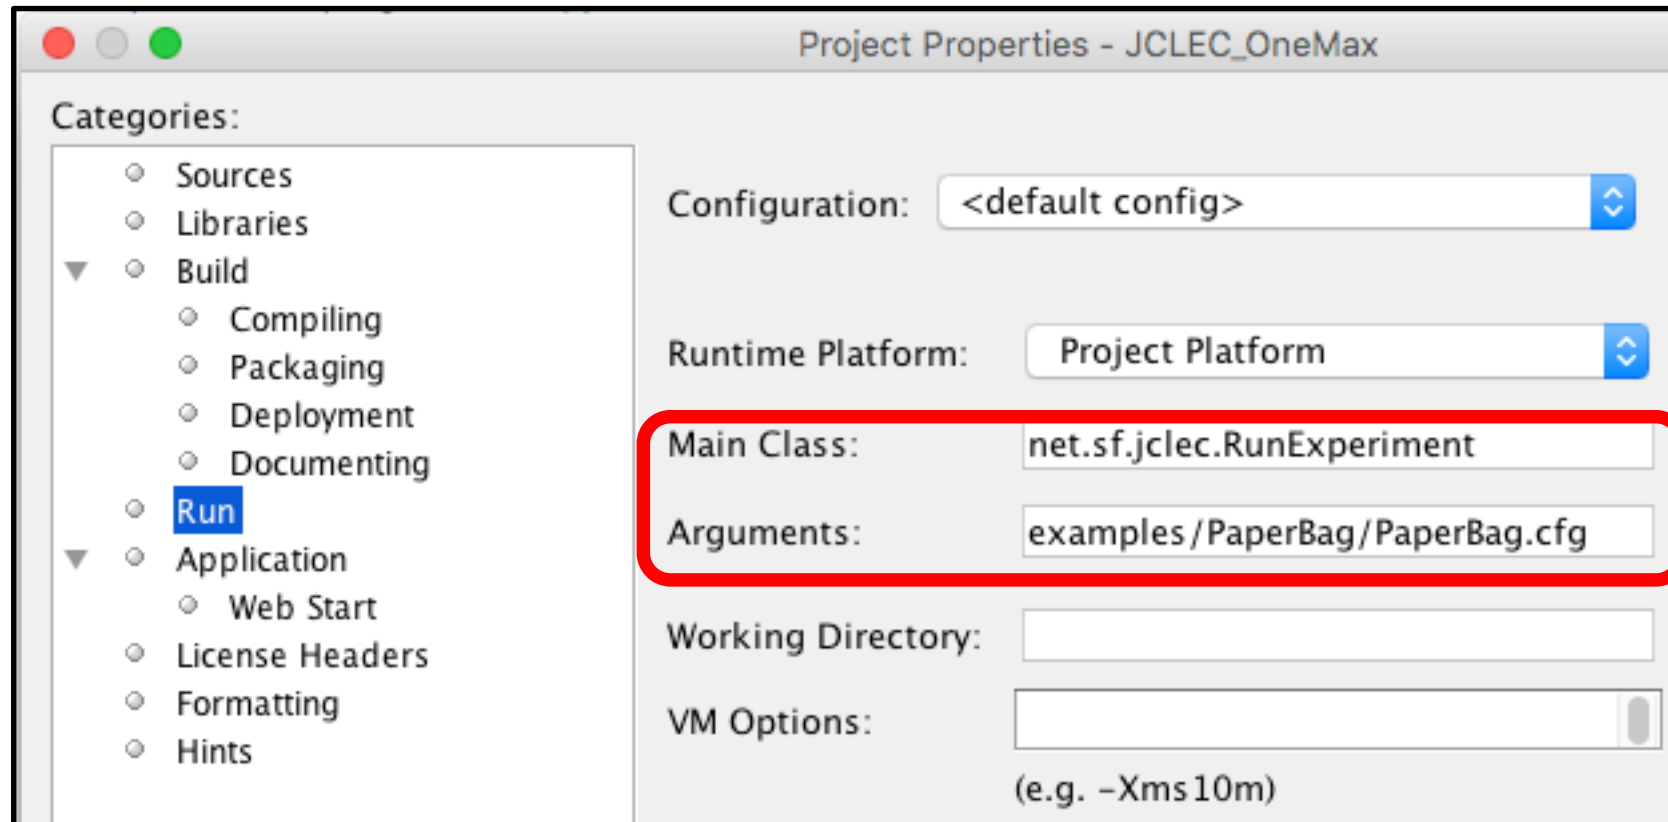 Project Properties - JCLEC_OneMax
Categories:
Sources
Libraries
Build
Compiling
Packaging
Deployment
Documenting
Run
Application
Web Start
License Headers
Formatting
Hints
Configuration: <default config>
Runtime Platform: Project Platform
Main Class: net.sf.jclec.RunExperiment
Arguments: examples/PaperBag/PaperBag.cfg
Working Directory:
VM Options:
(e.g. -Xms10m)